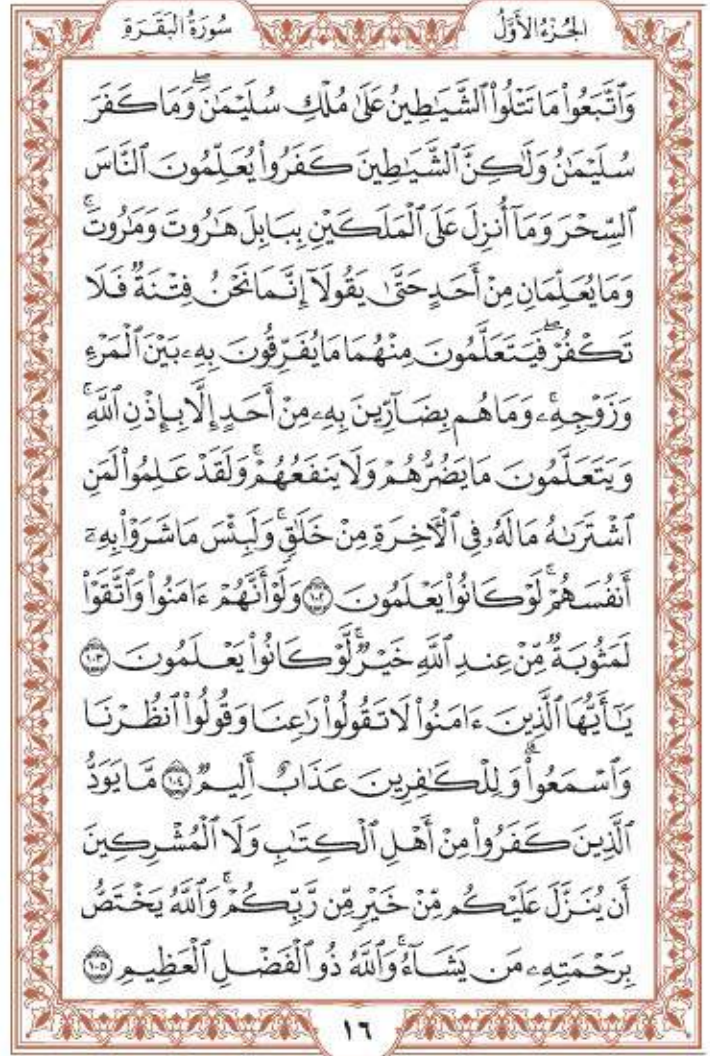 الجُزْءُ الأَوَّلُ
سُورَةُ البَقَرَةِ
وَٱتَّبَعُوا۟ مَا تَتْلُوا۟ ٱلشَّيَـٰطِينُ عَلَىٰ مُلْكِ سُلَيْمَـٰنَ ۖ وَمَا كَفَرَ
سُلَيْمَـٰنُ وَلَـٰكِنَّ ٱلشَّيَـٰطِينَ كَفَرُوا۟ يُعَلِّمُونَ ٱلنَّاسَ
ٱلسِّحْرَ وَمَآ أُنزِلَ عَلَى ٱلْمَلَكَيْنِ بِبَابِلَ هَـٰرُوتَ وَمَـٰرُوتَ ۚ
وَمَا يُعَلِّمَانِ مِنْ أَحَدٍ حَتَّىٰ يَقُولَآ إِنَّمَا نَحْنُ فِتْنَةٌ فَلَا
تَكْفُرْ ۖ فَيَتَعَلَّمُونَ مِنْهُمَا مَا يُفَرِّقُونَ بِهِۦ بَيْنَ ٱلْمَرْءِ
وَزَوْجِهِۦ ۚ وَمَا هُم بِضَآرِّينَ بِهِۦ مِنْ أَحَدٍ إِلَّا بِإِذْنِ ٱللَّهِ ۚ
وَيَتَعَلَّمُونَ مَا يَضُرُّهُمْ وَلَا يَنفَعُهُمْ ۚ وَلَقَدْ عَلِمُوا۟ لَمَنِ
ٱشْتَرَىٰهُ مَا لَهُۥ فِى ٱلْـَٔاخِرَةِ مِنْ خَلَـٰقٍ ۚ وَلَبِئْسَ مَا شَرَوْا۟ بِهِۦٓ
أَنفُسَهُمْ ۚ لَوْ كَانُوا۟ يَعْلَمُونَ ١٠٢ وَلَوْ أَنَّهُمْ ءَامَنُوا۟ وَٱتَّقَوْا۟
لَمَثُوبَةٌ مِّنْ عِندِ ٱللَّهِ خَيْرٌ ۖ لَّوْ كَانُوا۟ يَعْلَمُونَ ١٠٣
يَـٰٓأَيُّهَا ٱلَّذِينَ ءَامَنُوا۟ لَا تَقُولُوا۟ رَٰعِنَا وَقُولُوا۟ ٱنظُرْنَا
وَٱسْمَعُوا۟ ۗ وَلِلْكَـٰفِرِينَ عَذَابٌ أَلِيمٌ ١٠٤ مَّا يَوَدُّ
ٱلَّذِينَ كَفَرُوا۟ مِنْ أَهْلِ ٱلْكِتَـٰبِ وَلَا ٱلْمُشْرِكِينَ
أَن يُنَزَّلَ عَلَيْكُم مِّنْ خَيْرٍ مِّن رَّبِّكُمْ ۗ وَٱللَّهُ يَخْتَصُّ
بِرَحْمَتِهِۦ مَن يَشَآءُ ۚ وَٱللَّهُ ذُو ٱلْفَضْلِ ٱلْعَظِيمِ ١٠٥
١٦